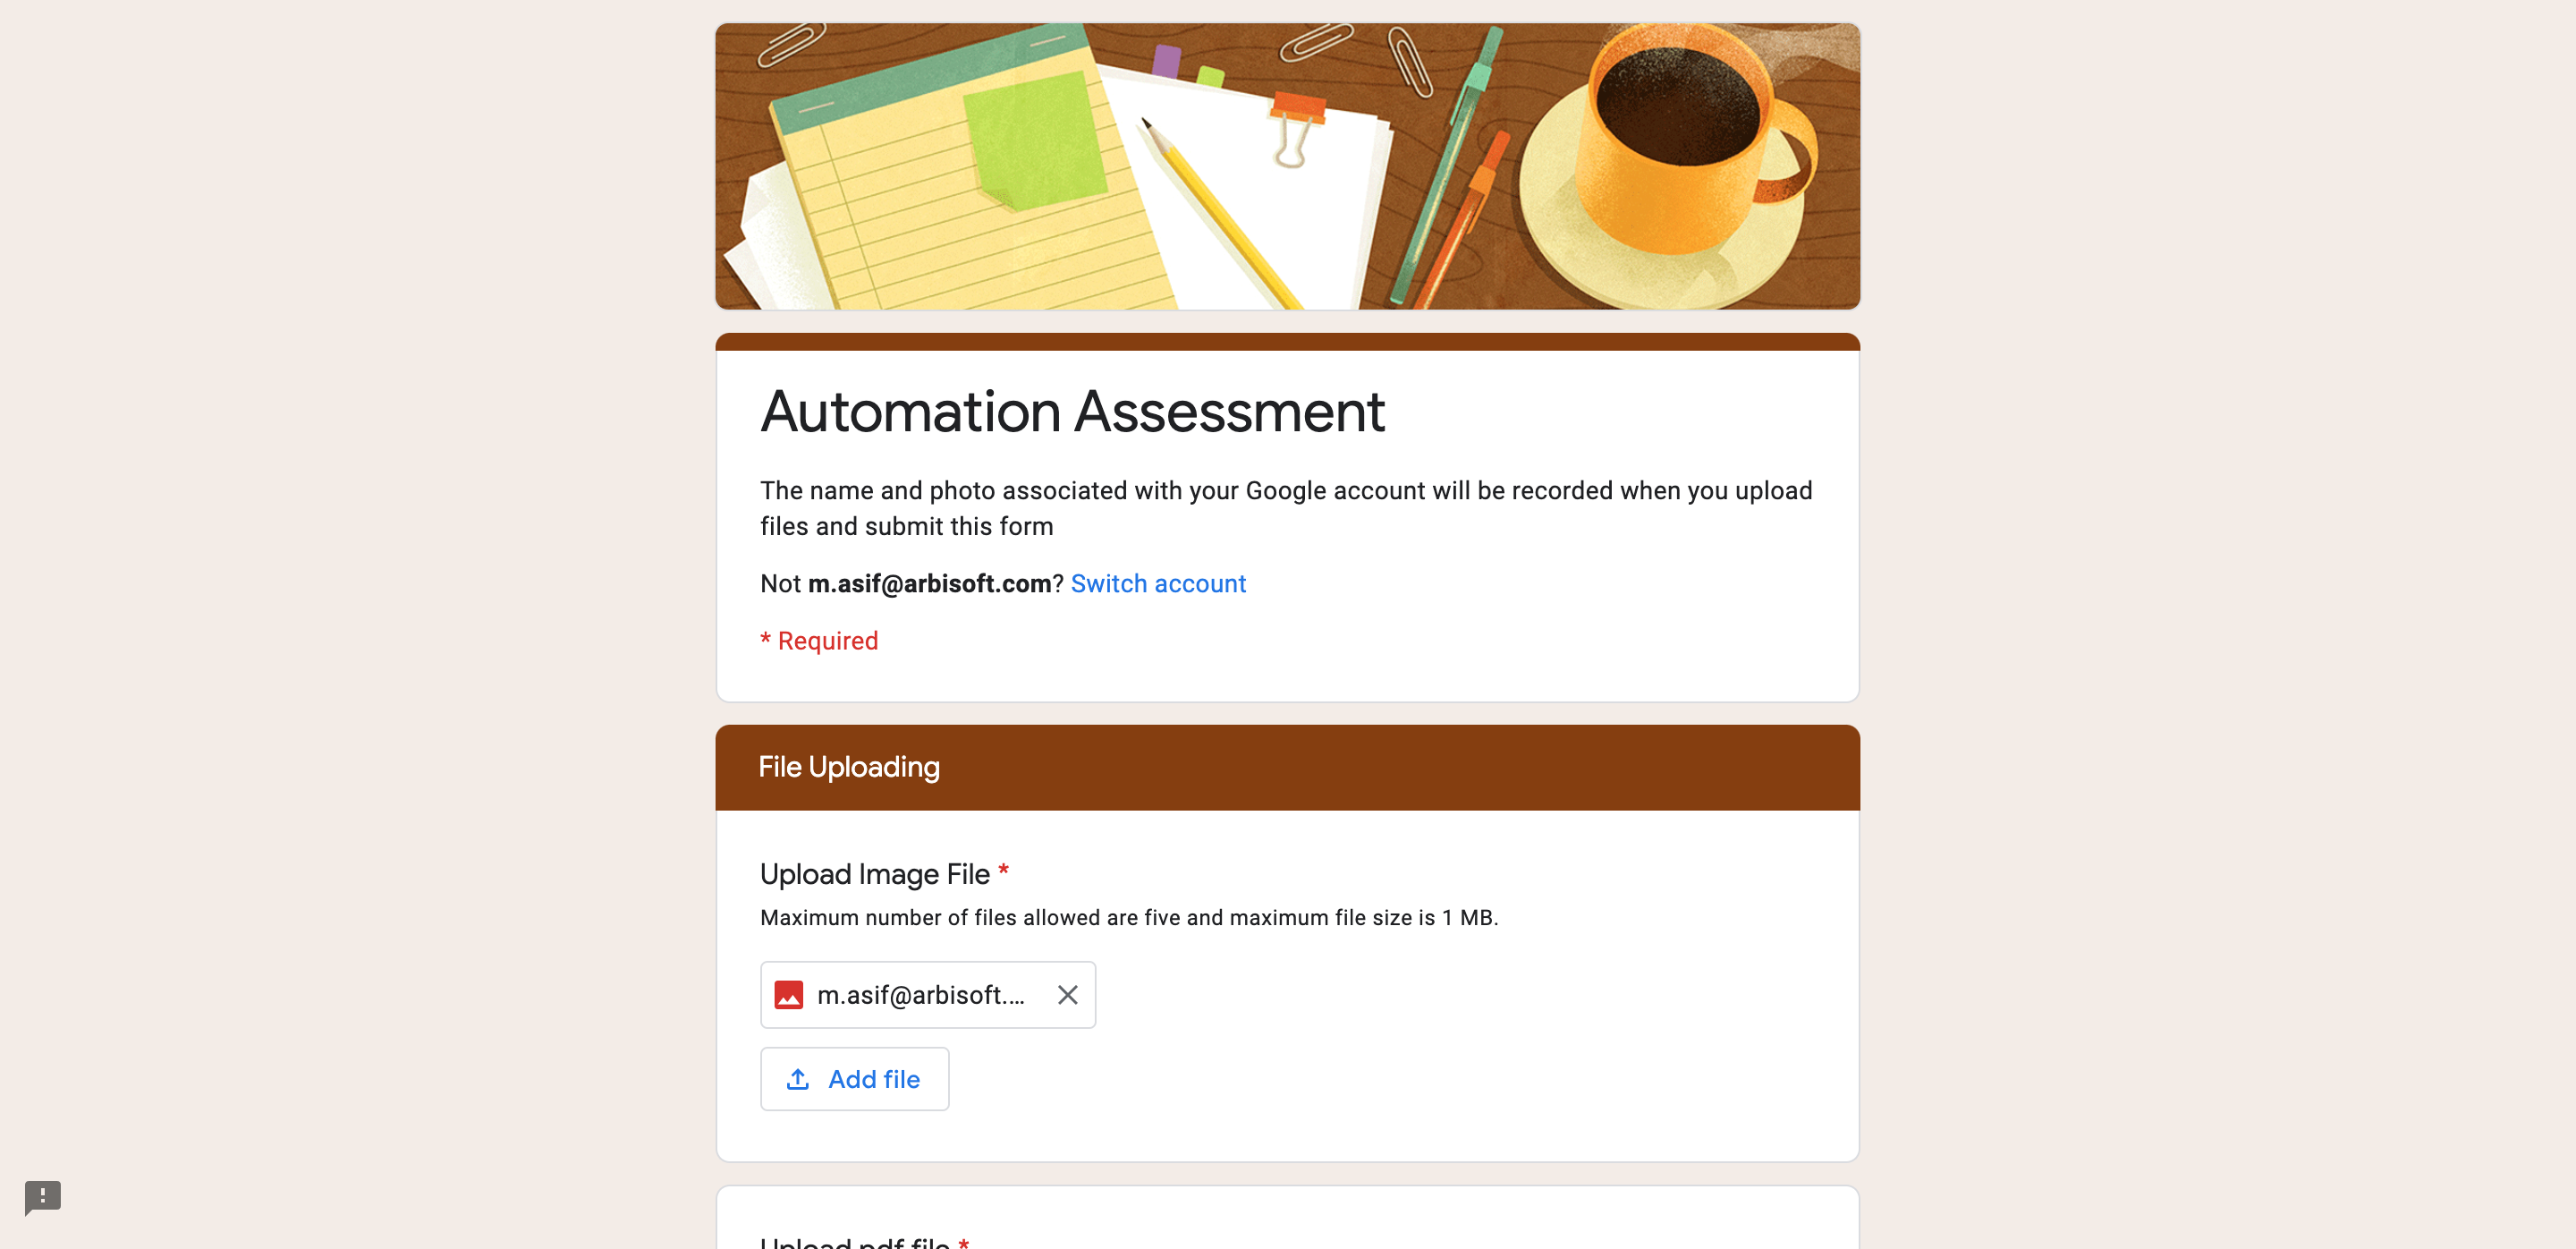 Automation Assessment
The name and photo associated with your Google account will be recorded when you upload
files and submit this form
Not m.asif@arbisoft.com? Switch account
* Required
File Uploading
Upload Image File *
Maximum number of files allowed are five and maximum file size is 1 MB.
m.asif@arbisoft....
Add file
Upload pdf file *